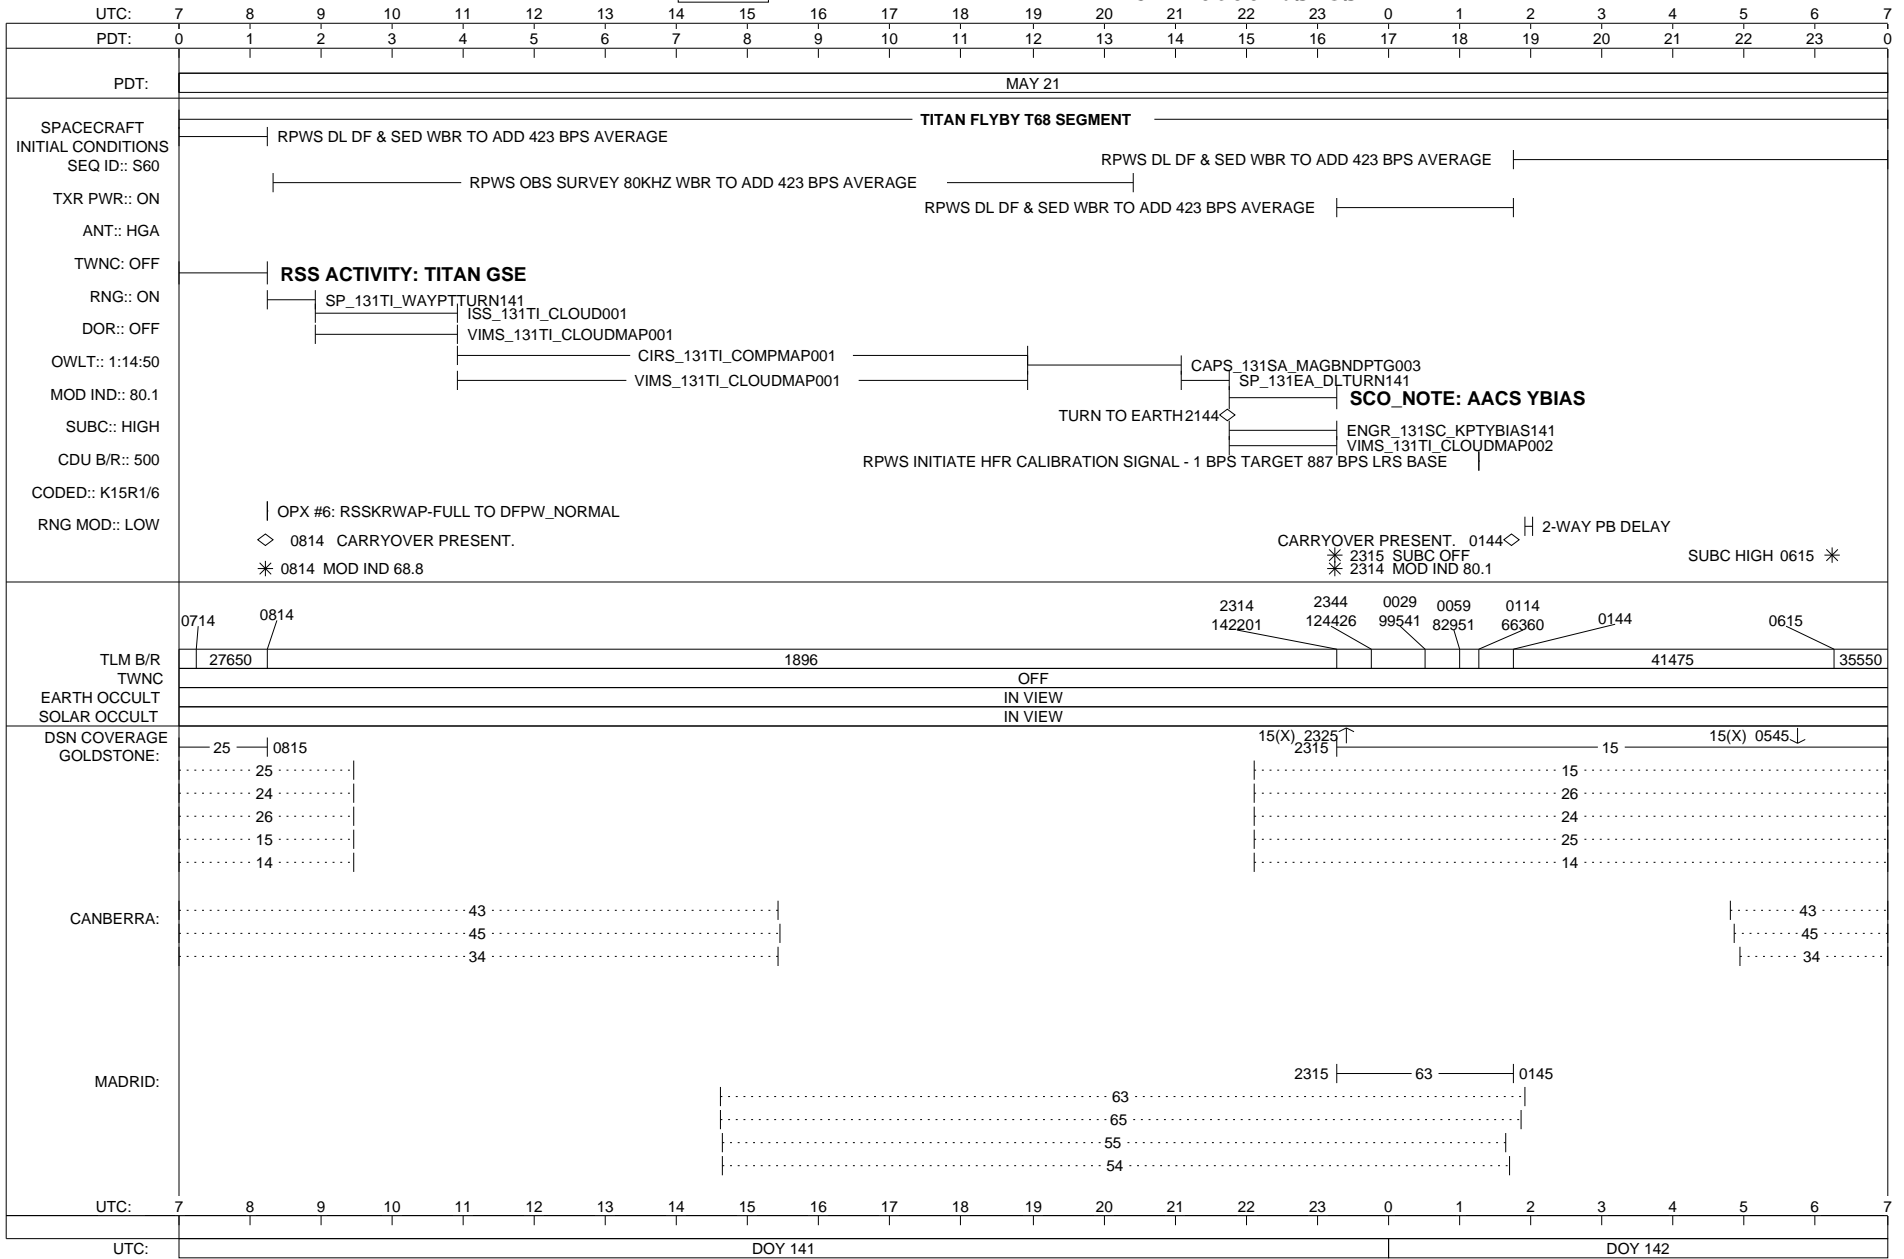 UTC: 7 8 9 10 11 12 13 14 15 16 17 18 19 20 21 22 23 0 1 2 3 4 5 6 7
PDT: 0 1 2 3 4 5 6 7 8 9 10 11 12 13 14 15 16 17 18 19 20 21 22 23 0
PDT: MAY 21
SPACECRAFT
INITIAL CONDITIONS
SEQ ID:: S60
TXR PWR:: ON
ANT:: HGA
TWNC: OFF
RNG:: ON
DOR:: OFF
OWLT:: 1:14:50
MOD IND:: 80.1
SUBC:: HIGH
CDU B/R:: 500
CODED:: K15R1/6
RNG MOD:: LOW
TITAN FLYBY T68 SEGMENT
RPWS DL DF & SED WBR TO ADD 423 BPS AVERAGE
RPWS DL DF & SED WBR TO ADD 423 BPS AVERAGE
RPWS OBS SURVEY 80KHZ WBR TO ADD 423 BPS AVERAGE
RPWS DL DF & SED WBR TO ADD 423 BPS AVERAGE
RSS ACTIVITY: TITAN GSE
SP_131TI_WAYPTTURN141
ISS_131TI_CLOUD001
VIMS_131TI_CLOUDMAP001
CIRS_131TI_COMPMAP001
CAPS_131SA_MAGBNDPTG003
VIMS_131TI_CLOUDMAP001
SP_131EA_DLTURN141
SCO_NOTE: AACS YBIAS
TURN TO EARTH 2144
ENGR_131SC_KPTYBIAS141
VIMS_131TI_CLOUDMAP002
RPWS INITIATE HFR CALIBRATION SIGNAL - 1 BPS TARGET 887 BPS LRS BASE
OPX #6: RSSKRWAP-FULL TO DFPW_NORMAL
2-WAY PB DELAY
0814 CARRYOVER PRESENT.
CARRYOVER PRESENT. 0144
2315 SUBC OFF
SUBC HIGH 0615
0814 MOD IND 68.8
2314 MOD IND 80.1
0714 0814 2314 2344 0029 0059 0114 0144 0615
142201 124426 99541 82951 66360
TLM B/R 27650 1896 41475 35550
TWNC OFF
EARTH OCCULT IN VIEW
SOLAR OCCULT IN VIEW
DSN COVERAGE
GOLDSTONE:
15(X) 2325 15(X) 0545
25 0815 2315 15
25 15
24 26
26 24
15 25
14 14
CANBERRA:
43 43
45 45
34 34
MADRID:
2315 63 0145
63
65
55
54
UTC: 7 8 9 10 11 12 13 14 15 16 17 18 19 20 21 22 23 0 1 2 3 4 5 6 7
UTC: DOY 141 DOY 142